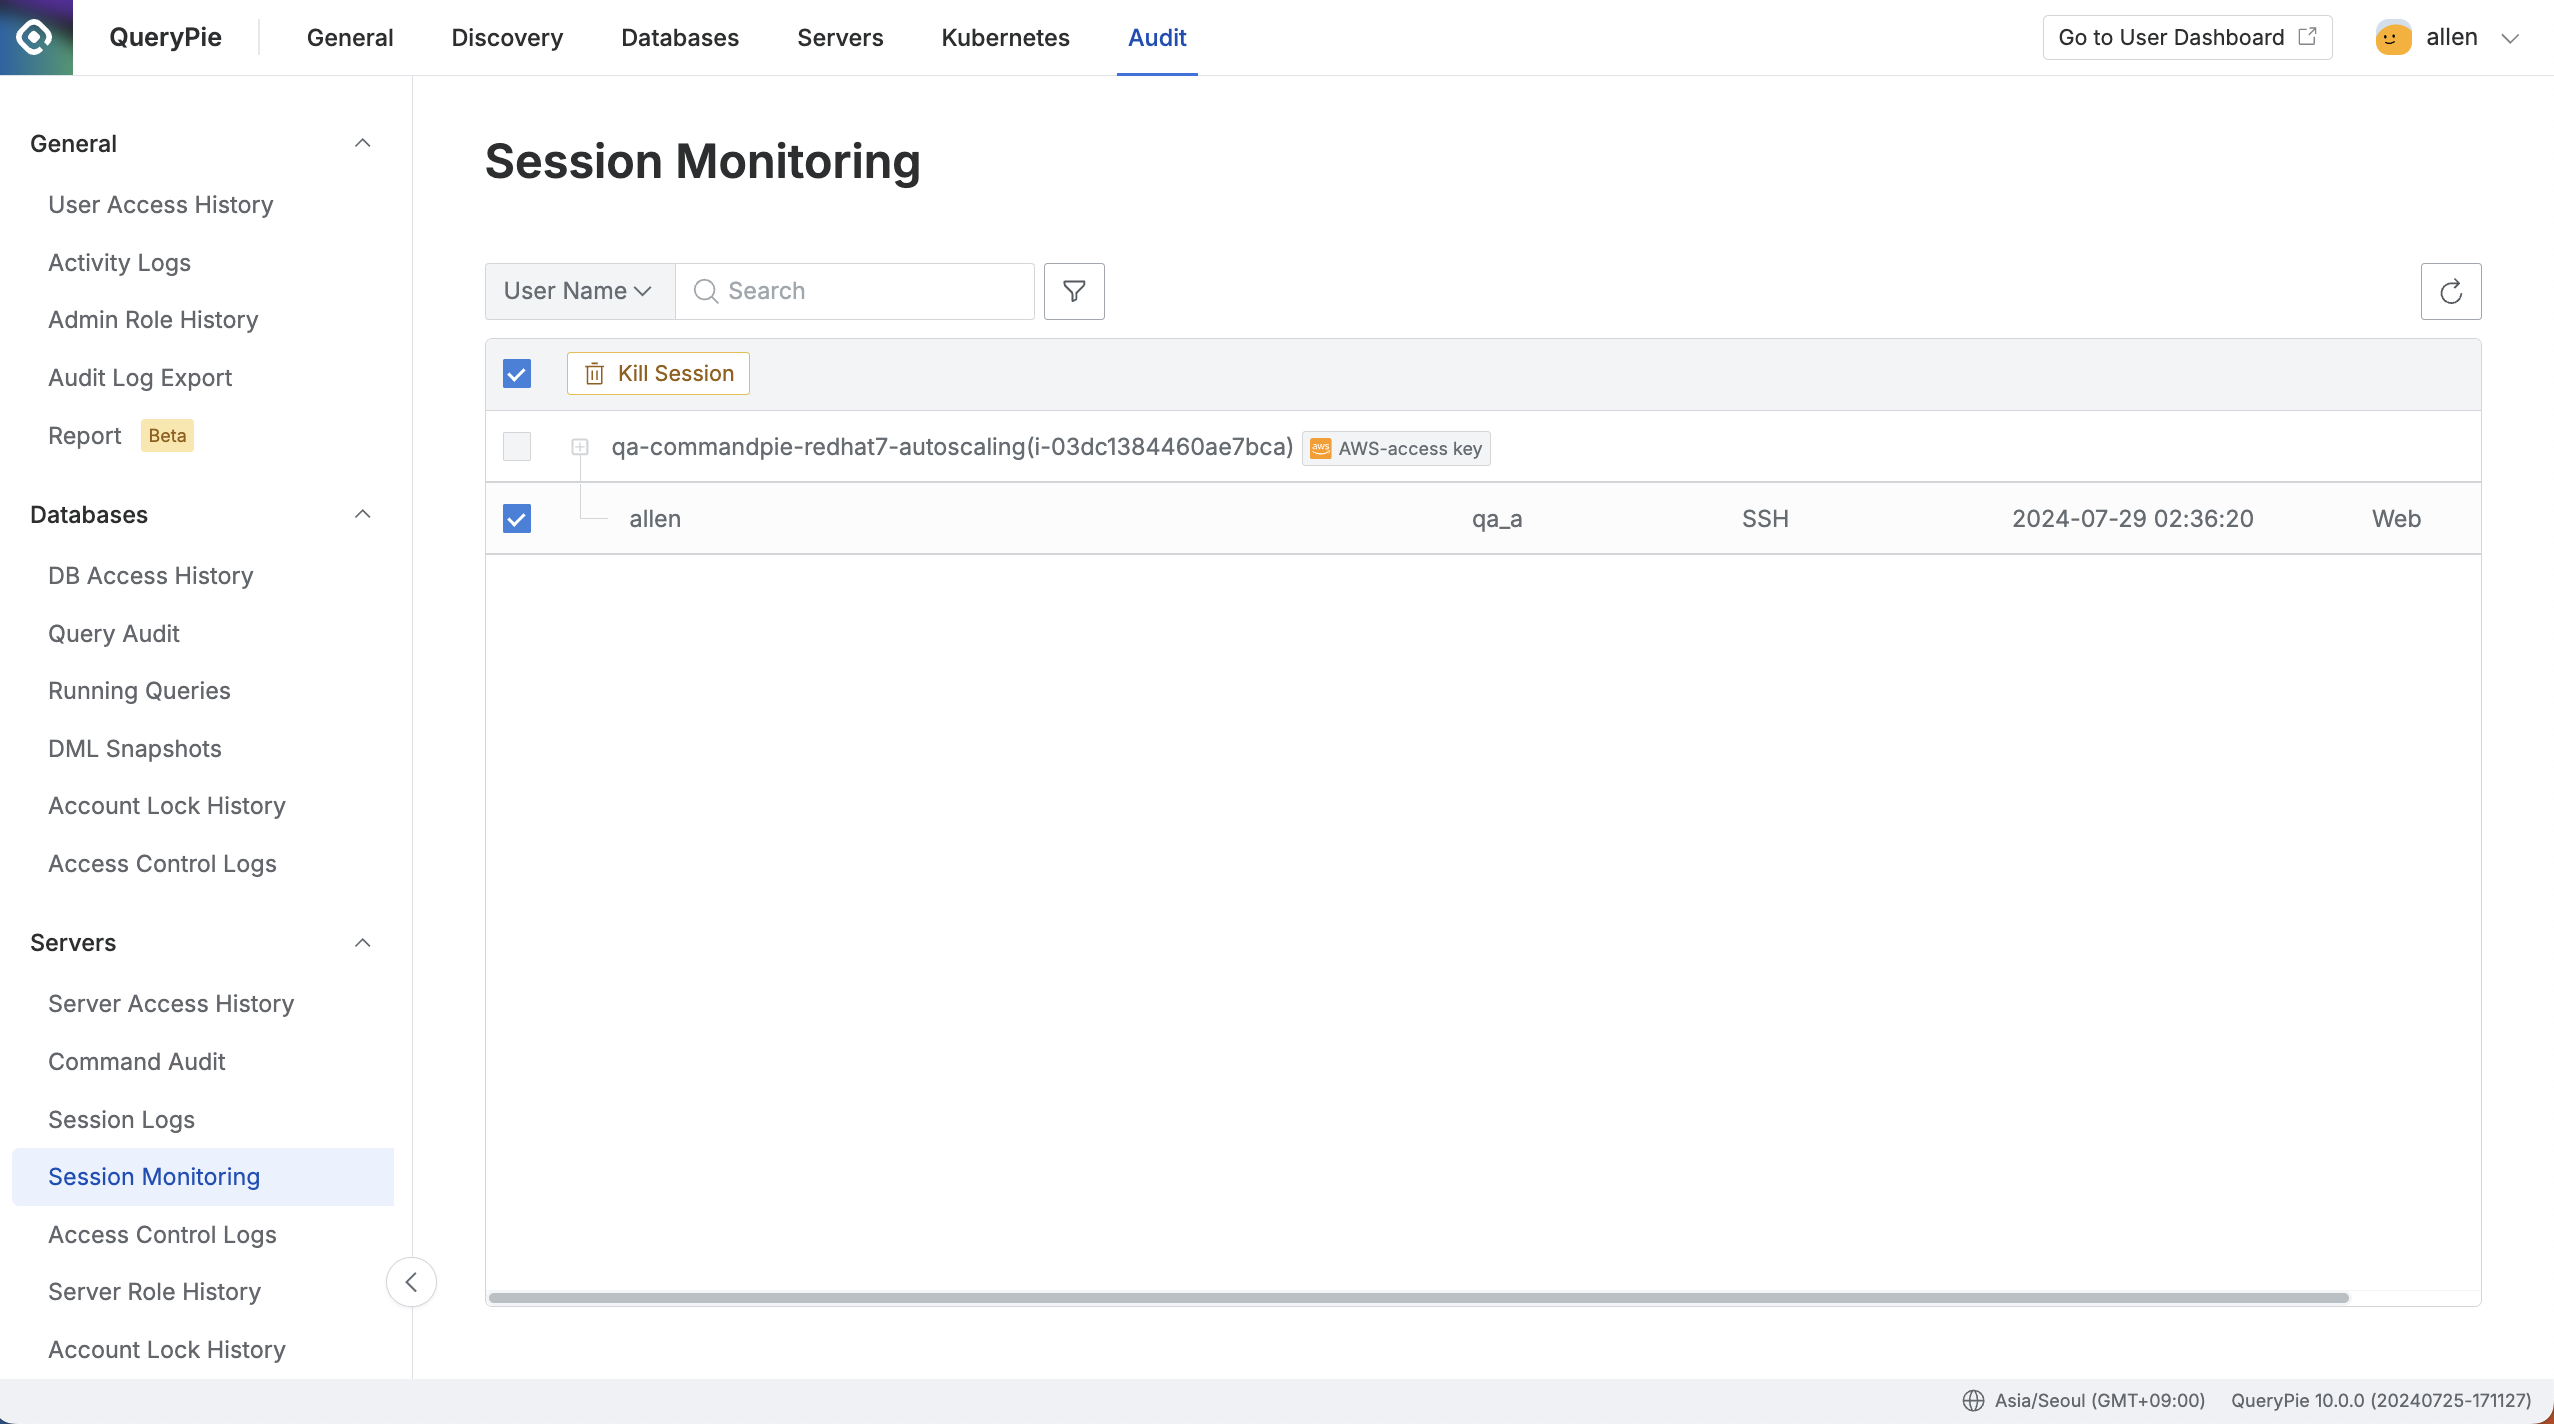 QueryPie
General
Discovery
Databases
Servers
Kubernetes
Audit
Go to User Dashboard
allen
General
User Access History
Activity Logs
Admin Role History
Audit Log Export
Report Beta
Databases
DB Access History
Query Audit
Running Queries
DML Snapshots
Account Lock History
Access Control Logs
Servers
Server Access History
Command Audit
Session Logs
Session Monitoring
Access Control Logs
Server Role History
Account Lock History
Session Monitoring
User Name
Search
Kill Session
qa-commandpie-redhat7-autoscaling(i-03dc1384460ae7bca) aws AWS-access key
allen qa_a SSH 2024-07-29 02:36:20 Web
Asia/Seoul (GMT+09:00) QueryPie 10.0.0 (20240725-171127)